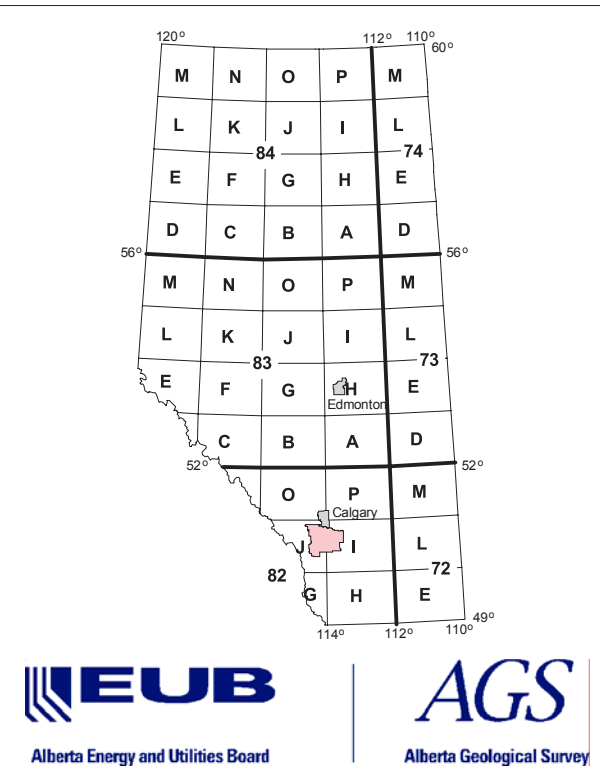 120° 112° 110°
60°
M N O P M
L K J I L
84 74
E F G H E
D C B A D
56° 56°
M N O P M
L K J I L
83 73
E F G H E
Edmonton
C B A D
52° 52°
O P M
Calgary
J I L
82 72
G H E
49°
114° 112° 110°
EUB AGS
Alberta Energy and Utilities Board Alberta Geological Survey